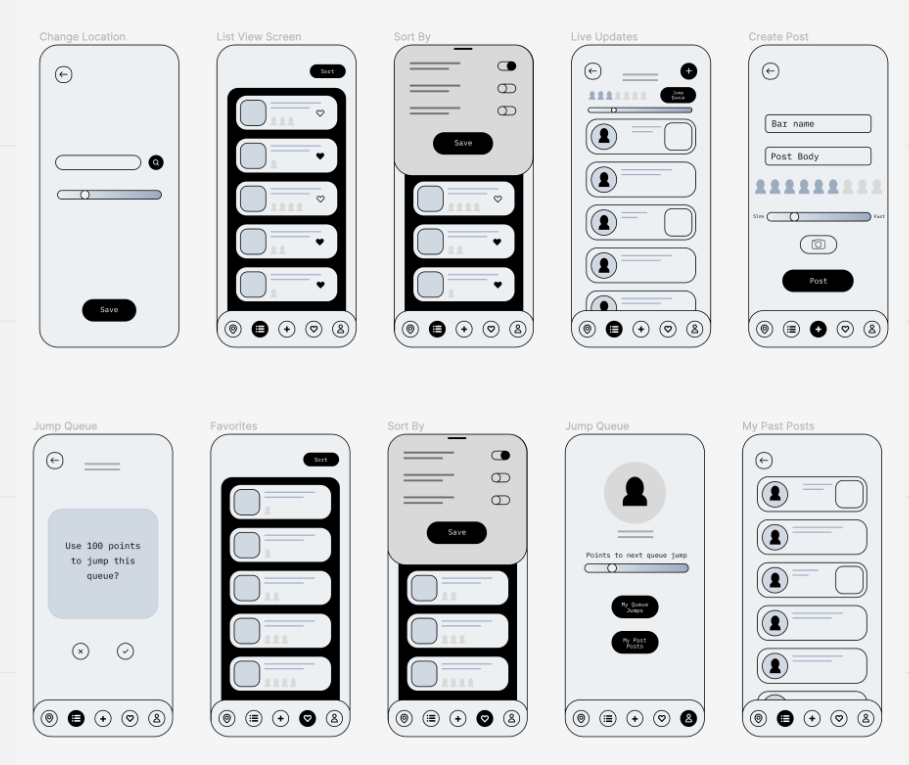 Change Location
List View Screen
Sort By
Live Updates
Create Post
Sort
Jump
Queue
Bar name
Post Body
Save
Slow
Fast
Post
Save
Jump Queue
Favorites
Sort By
Jump Queue
My Past Posts
Sort
Save
Use 100 points
to jump this
queue?
Points to next queue jump
My Queue
Jumps
My Past
Posts